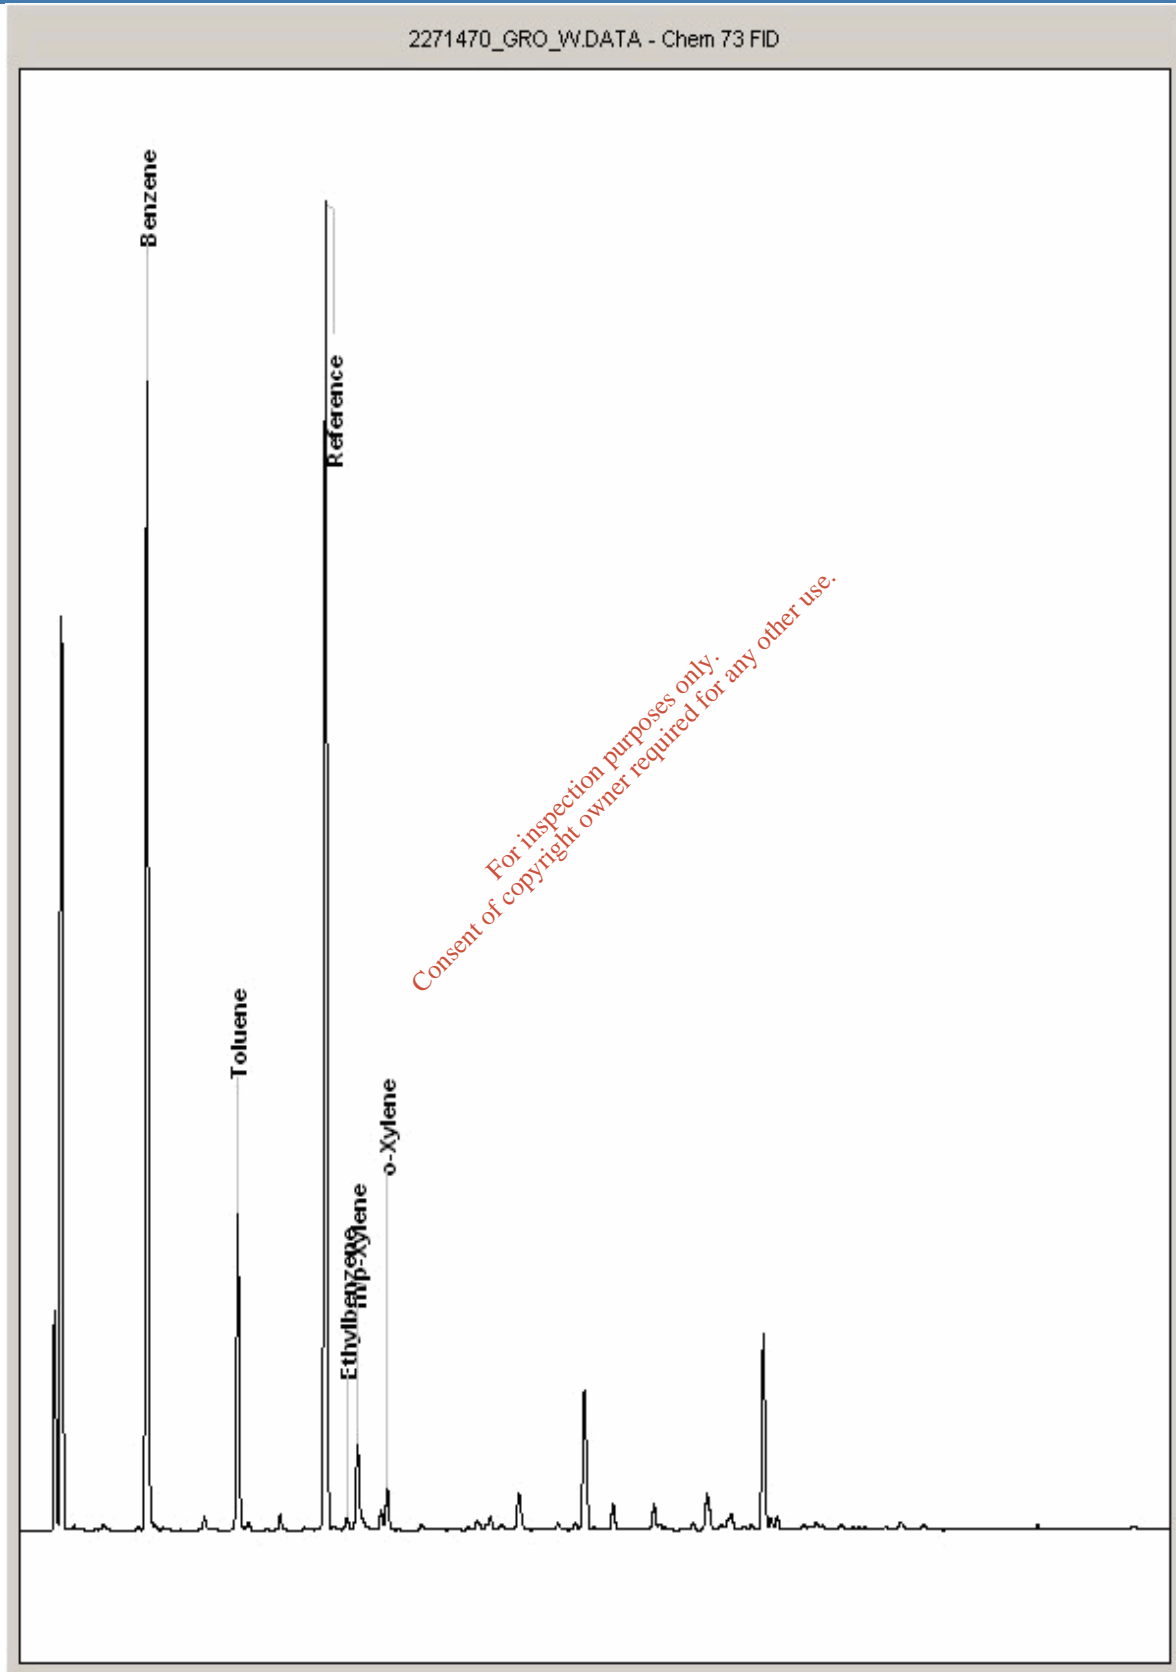 2271470_GRO_W.DATA - Chem 73 FID
Benzene
Reference
Toluene
o-Xylene
m/p-Xylene
Ethylbenzene
For inspection purposes only.
Consent of copyright owner required for any other use.